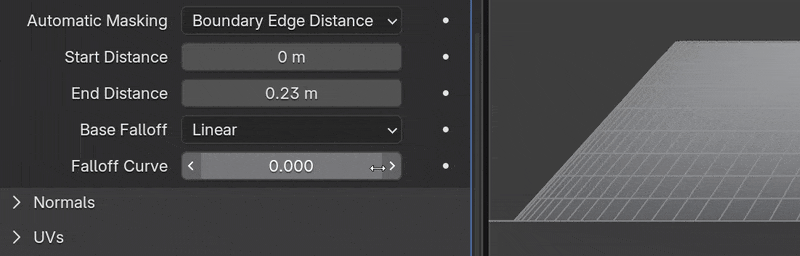 Automatic Masking Boundary Edge Distance
Start Distance 0 m
End Distance 0.23 m
Base Falloff Linear
Falloff Curve 0.000
Normals
UVs